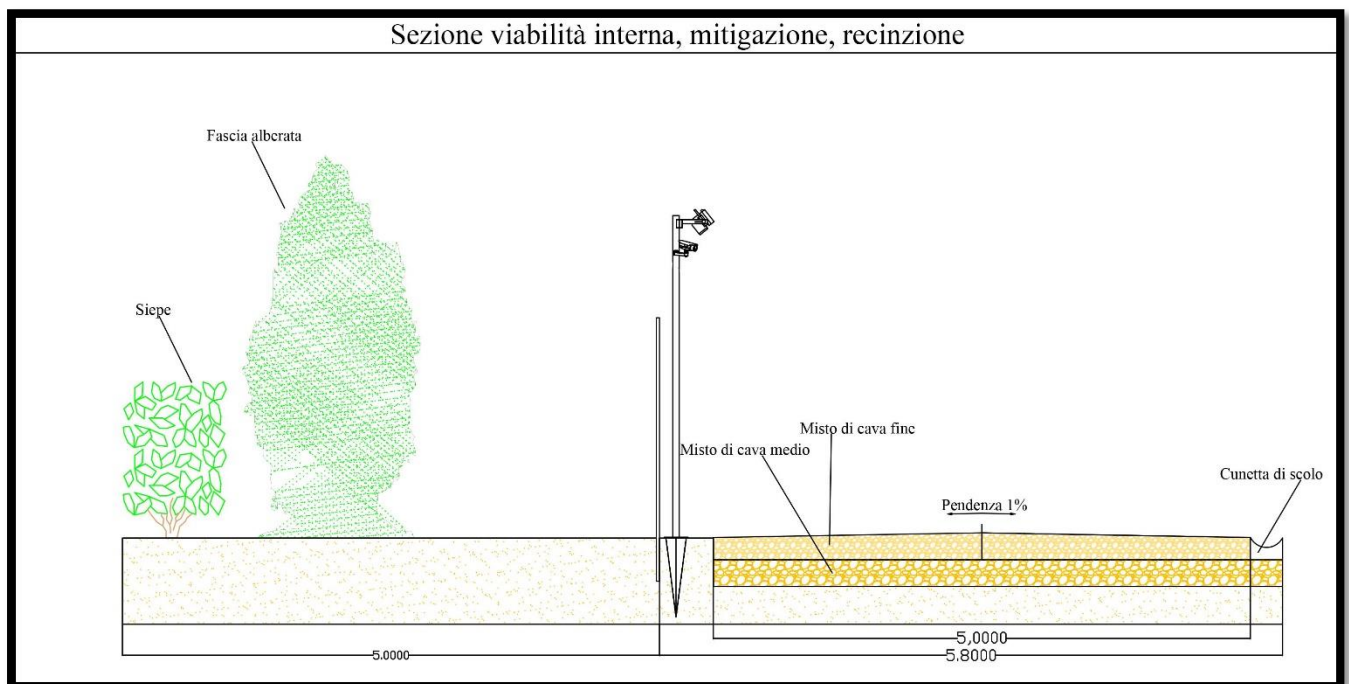 Sezione viabilità interna, mitigazione, recinzione
Fascia alberata
Siepe
Misto di cava fine
Misto di cava medio
Cunetta di scolo
Pendenza 1%
5,0000
5.0000
5.8000